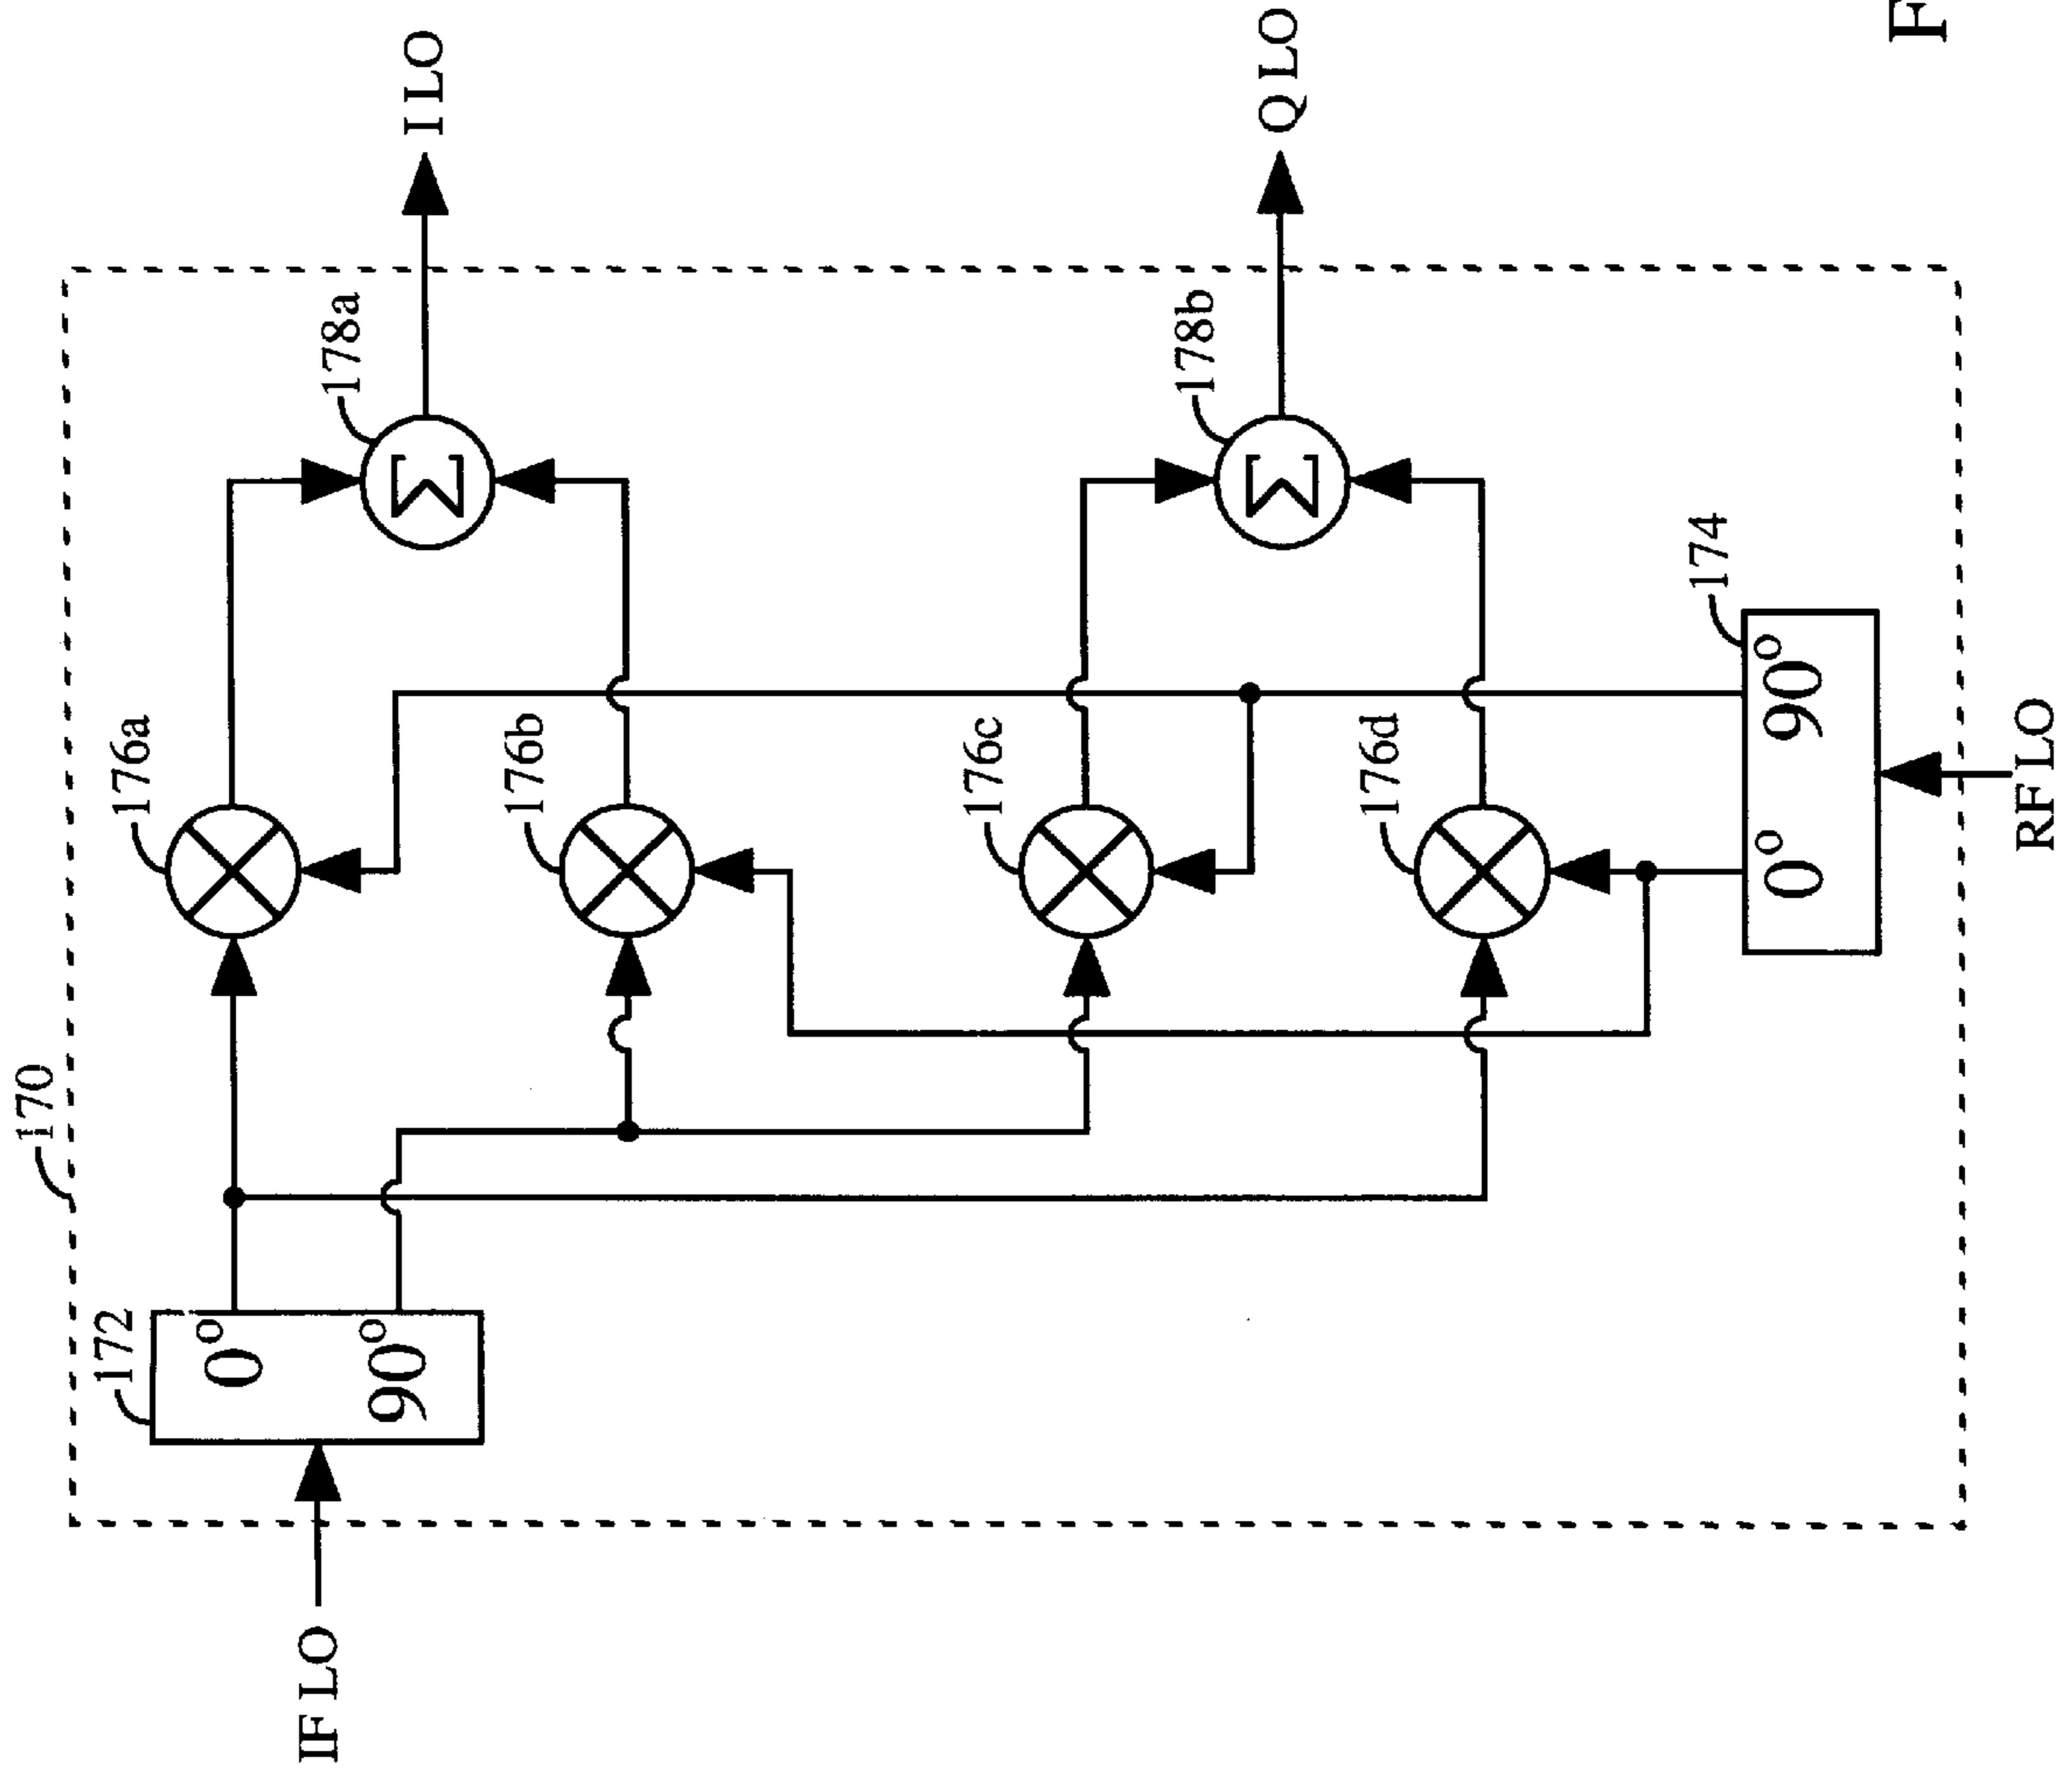 170
172
0°
90°
IF LO
176a
176b
176c
176d
178a
Σ
I LO
178b
Σ
Q LO
174
0° 90°
RF LO
F